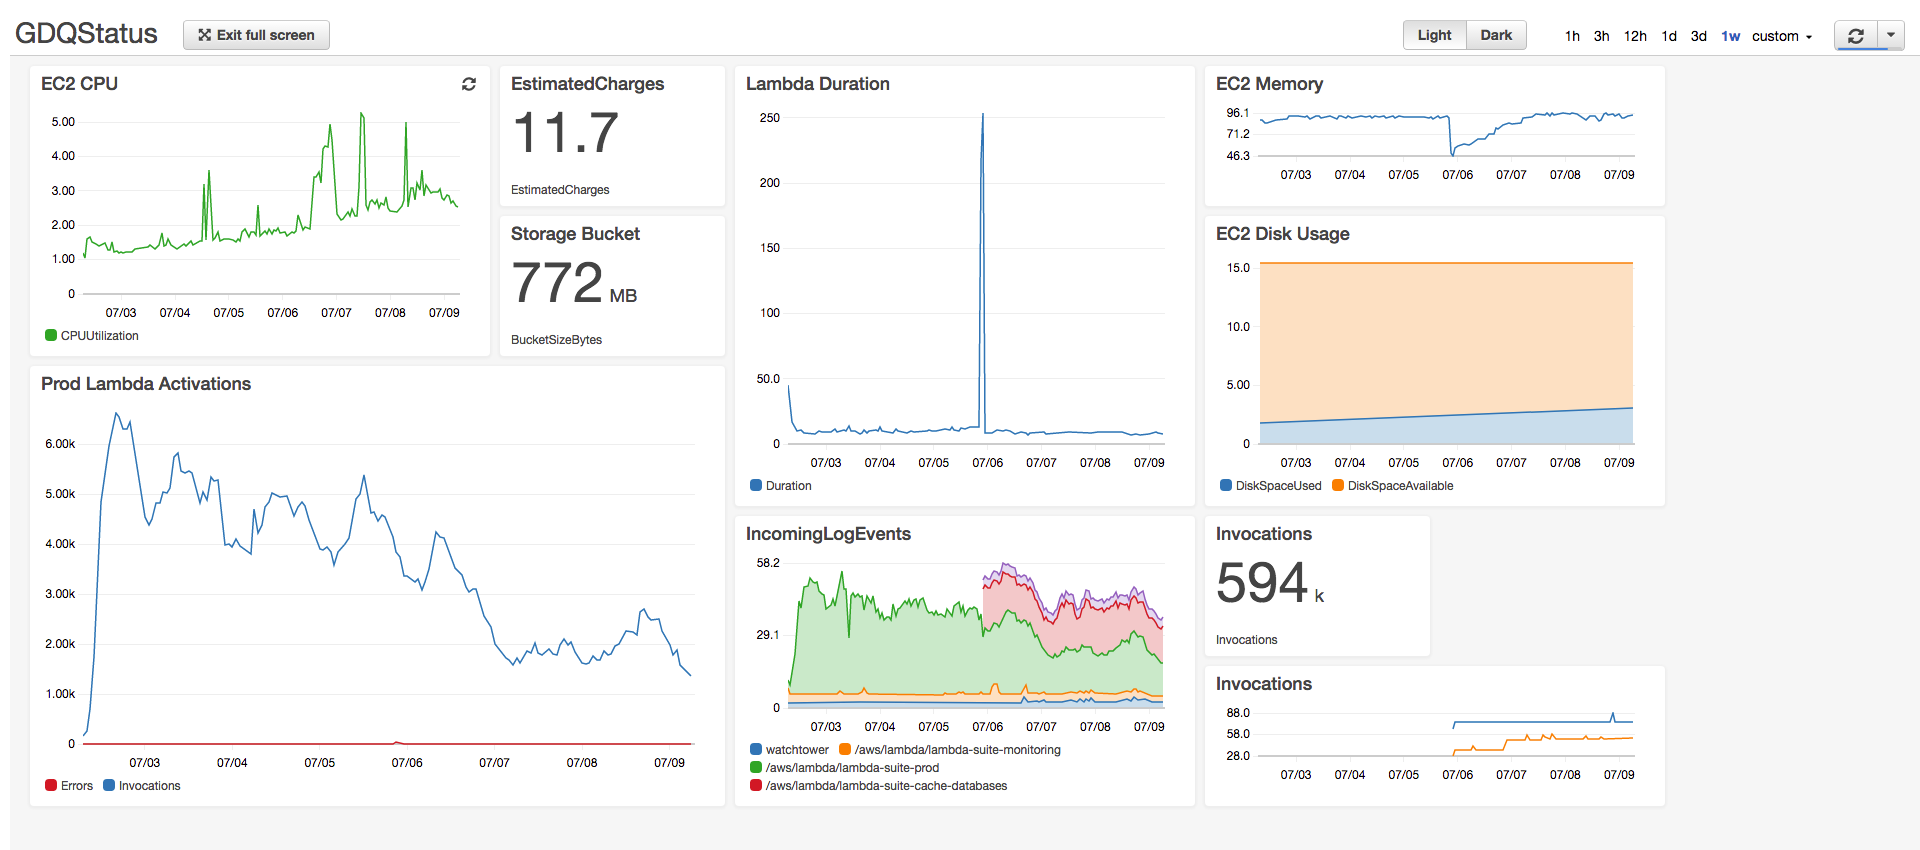 GDQStatus
Exit full screen
Light Dark
1h 3h 12h 1d 3d 1w custom
EC2 CPU
5.00
4.00
3.00
2.00
1.00
0
07/03 07/04 07/05 07/06 07/07 07/08 07/09
CPUUtilization
EstimatedCharges
11.7
EstimatedCharges
Storage Bucket
772 MB
BucketSizeBytes
Lambda Duration
250
200
150
100
50.0
0
07/03 07/04 07/05 07/06 07/07 07/08 07/09
Duration
EC2 Memory
96.1
71.2
46.3
07/03 07/04 07/05 07/06 07/07 07/08 07/09
EC2 Disk Usage
15.0
10.0
5.00
0
07/03 07/04 07/05 07/06 07/07 07/08 07/09
DiskSpaceUsed DiskSpaceAvailable
Prod Lambda Activations
6.00k
5.00k
4.00k
3.00k
2.00k
1.00k
0
07/03 07/04 07/05 07/06 07/07 07/08 07/09
Errors Invocations
IncomingLogEvents
58.2
29.1
0
07/03 07/04 07/05 07/06 07/07 07/08 07/09
watchtower /aws/lambda/lambda-suite-monitoring
/aws/lambda/lambda-suite-prod
/aws/lambda/lambda-suite-cache-databases
Invocations
594 k
Invocations
Invocations
88.0
58.0
28.0
07/03 07/04 07/05 07/06 07/07 07/08 07/09